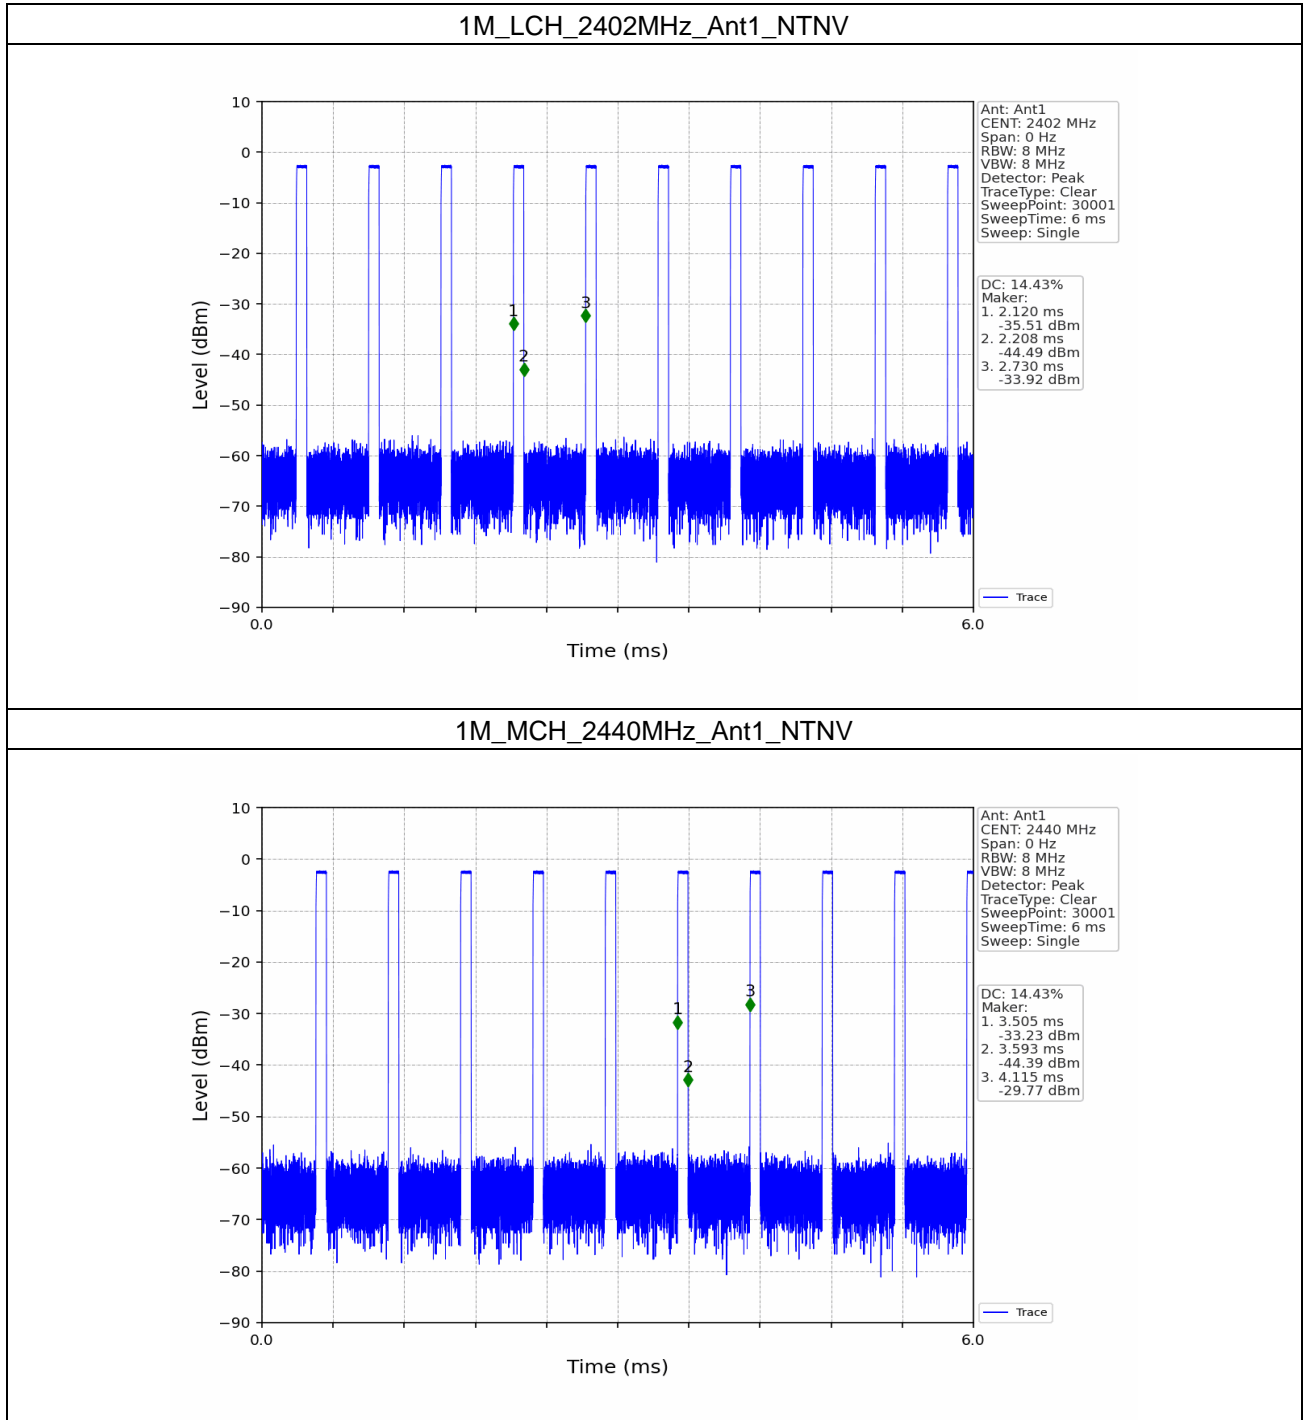 1M_LCH_2402MHz_Ant1_NTNV
10
0
−10
−20
−30
−40
−50
−60
−70
−80
−90
Level (dBm)
1
2
3
0.0
6.0
Time (ms)
Ant: Ant1
CENT: 2402 MHz
Span: 0 Hz
RBW: 8 MHz
VBW: 8 MHz
Detector: Peak
TraceType: Clear
SweepPoint: 30001
SweepTime: 6 ms
Sweep: Single
DC: 14.43%
Maker:
1. 2.120 ms
-35.51 dBm
2. 2.208 ms
-44.49 dBm
3. 2.730 ms
-33.92 dBm
Trace
1M_MCH_2440MHz_Ant1_NTNV
10
0
−10
−20
−30
−40
−50
−60
−70
−80
−90
Level (dBm)
1
2
3
0.0
6.0
Time (ms)
Ant: Ant1
CENT: 2440 MHz
Span: 0 Hz
RBW: 8 MHz
VBW: 8 MHz
Detector: Peak
TraceType: Clear
SweepPoint: 30001
SweepTime: 6 ms
Sweep: Single
DC: 14.43%
Maker:
1. 3.505 ms
-33.23 dBm
2. 3.593 ms
-44.39 dBm
3. 4.115 ms
-29.77 dBm
Trace